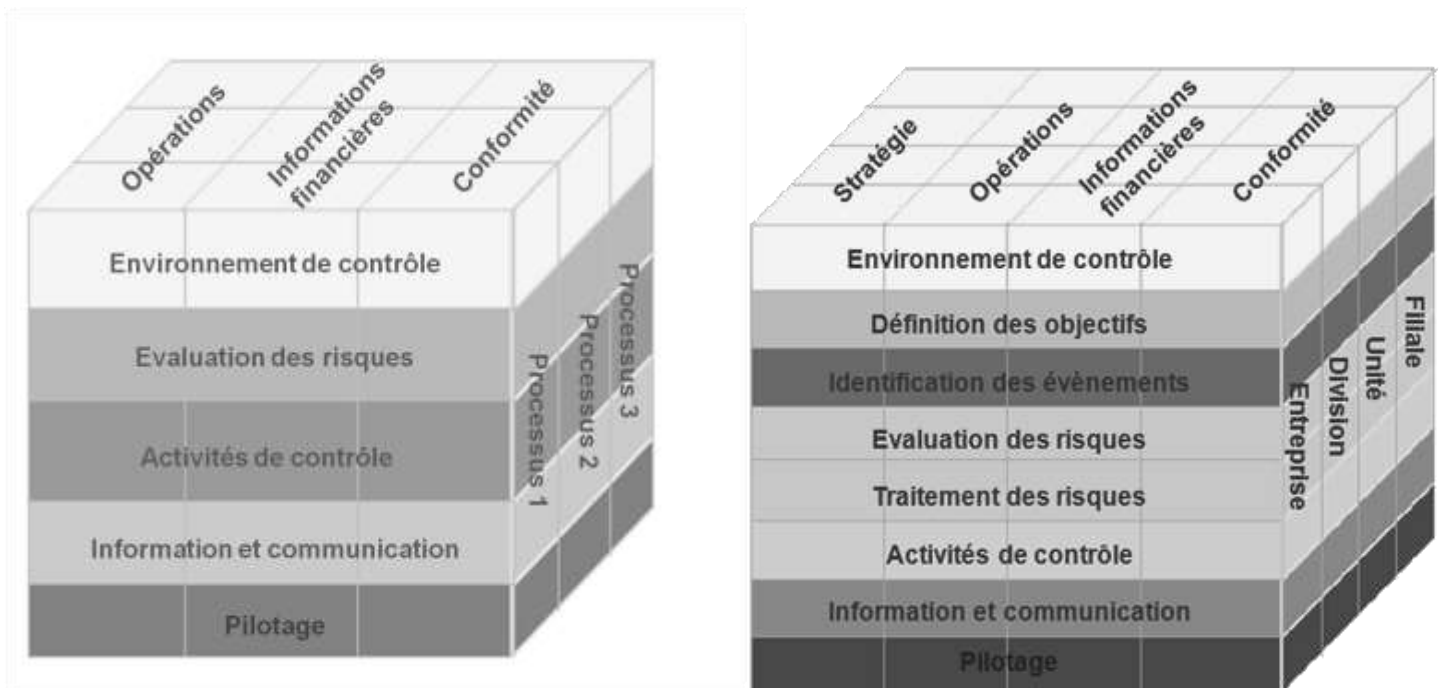 Opérations
Informations
financières
Conformité
Environnement de contrôle
Evaluation des risques
Activités de contrôle
Information et communication
Pilotage
Processus 1
Processus 2
Processus 3
Stratégie
Opérations
Informations
financières
Conformité
Environnement de contrôle
Définition des objectifs
Identification des évènements
Evaluation des risques
Traitement des risques
Activités de contrôle
Information et communication
Pilotage
Entreprise
Division
Unité
Filiale